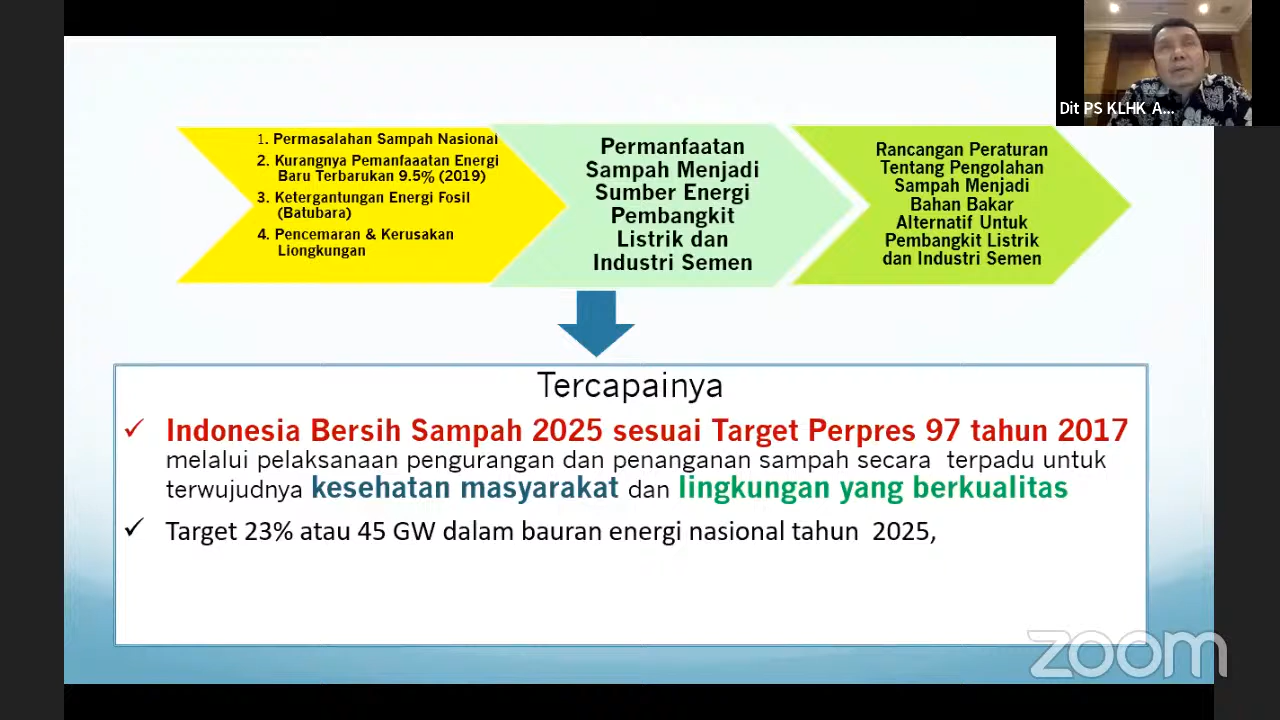 Dit PS KLHK A...
1. Permasalahan Sampah Nasional
2. Kurangnya Pemanfaaatan Energi
Baru Terbarukan 9.5% (2019)
3. Ketergantungan Energi Fosil
(Batubara)
4. Pencemaran & Kerusakan
Liongkungan
Permanfaatan
Sampah Menjadi
Sumber Energi
Pembangkit
Listrik dan
Industri Semen
Rancangan Peraturan
Tentang Pengolahan
Sampah Menjadi
Bahan Bakar
Alternatif Untuk
Pembangkit Listrik
dan Industri Semen
Tercapainya
✓ Indonesia Bersih Sampah 2025 sesuai Target Perpres 97 tahun 2017
melalui pelaksanaan pengurangan dan penanganan sampah secara terpadu untuk
terwujudnya kesehatan masyarakat dan lingkungan yang berkualitas
✓ Target 23% atau 45 GW dalam bauran energi nasional tahun 2025,
zoom